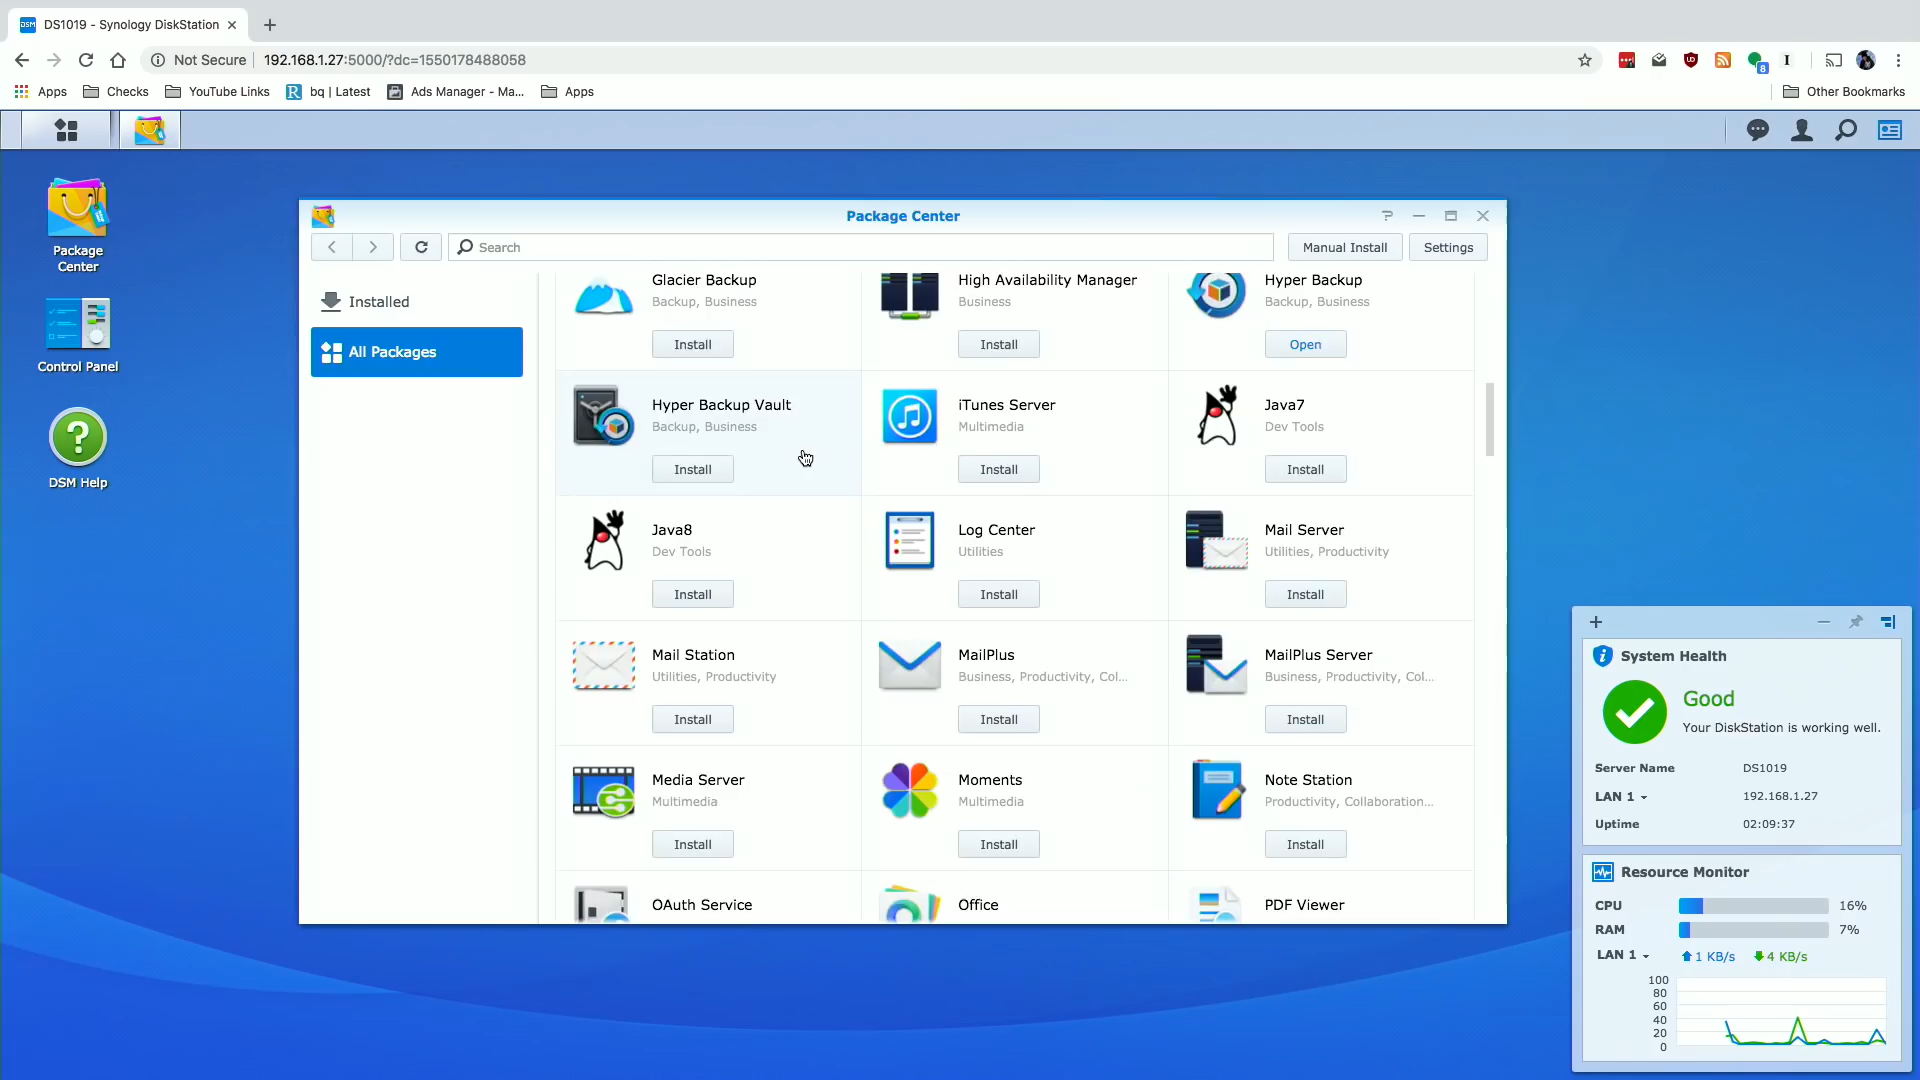 DS1019 - Synology DiskStation
Not Secure
192.168.1.27:5000/?dc=1550178488058
8
Apps
Checks
YouTube Links
bq | Latest
Ads Manager - Ma...
Apps
Other Bookmarks
Package
Center
Control Panel
DSM Help
Package Center
Search
Manual Install
Settings
Installed
All Packages
Glacier Backup
Backup, Business
Install
High Availability Manager
Business
Install
Hyper Backup
Backup, Business
Open
Hyper Backup Vault
Backup, Business
Install
iTunes Server
Multimedia
Install
Java7
Dev Tools
Install
Java8
Dev Tools
Install
Log Center
Utilities
Install
Mail Server
Utilities, Productivity
Install
Mail Station
Utilities, Productivity
Install
MailPlus
Business, Productivity, Col...
Install
MailPlus Server
Business, Productivity, Col...
Install
Media Server
Multimedia
Install
Moments
Multimedia
Install
Note Station
Productivity, Collaboration...
Install
OAuth Service
Office
PDF Viewer
System Health
Good
Your DiskStation is working well.
Server Name DS1019
LAN 1 192.168.1.27
Uptime 02:09:37
Resource Monitor
CPU 16%
RAM 7%
LAN 1 1 KB/s 4 KB/s
100
80
60
40
20
0